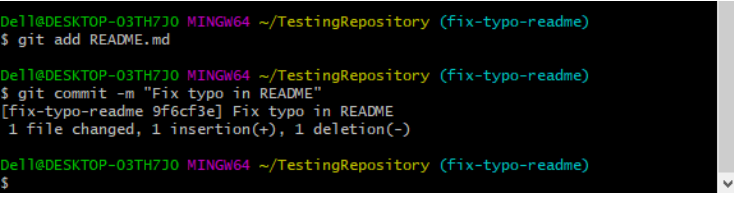 Dell@DESKTOP-03TH7JO MINGW64 ~/TestingRepository (fix-typo-readme)
$ git add README.md
Dell@DESKTOP-03TH7JO MINGW64 ~/TestingRepository (fix-typo-readme)
$ git commit -m "Fix typo in README"
[fix-typo-readme 9f6cf3e] Fix typo in README
 1 file changed, 1 insertion(+), 1 deletion(-)
Dell@DESKTOP-03TH7JO MINGW64 ~/TestingRepository (fix-typo-readme)
$